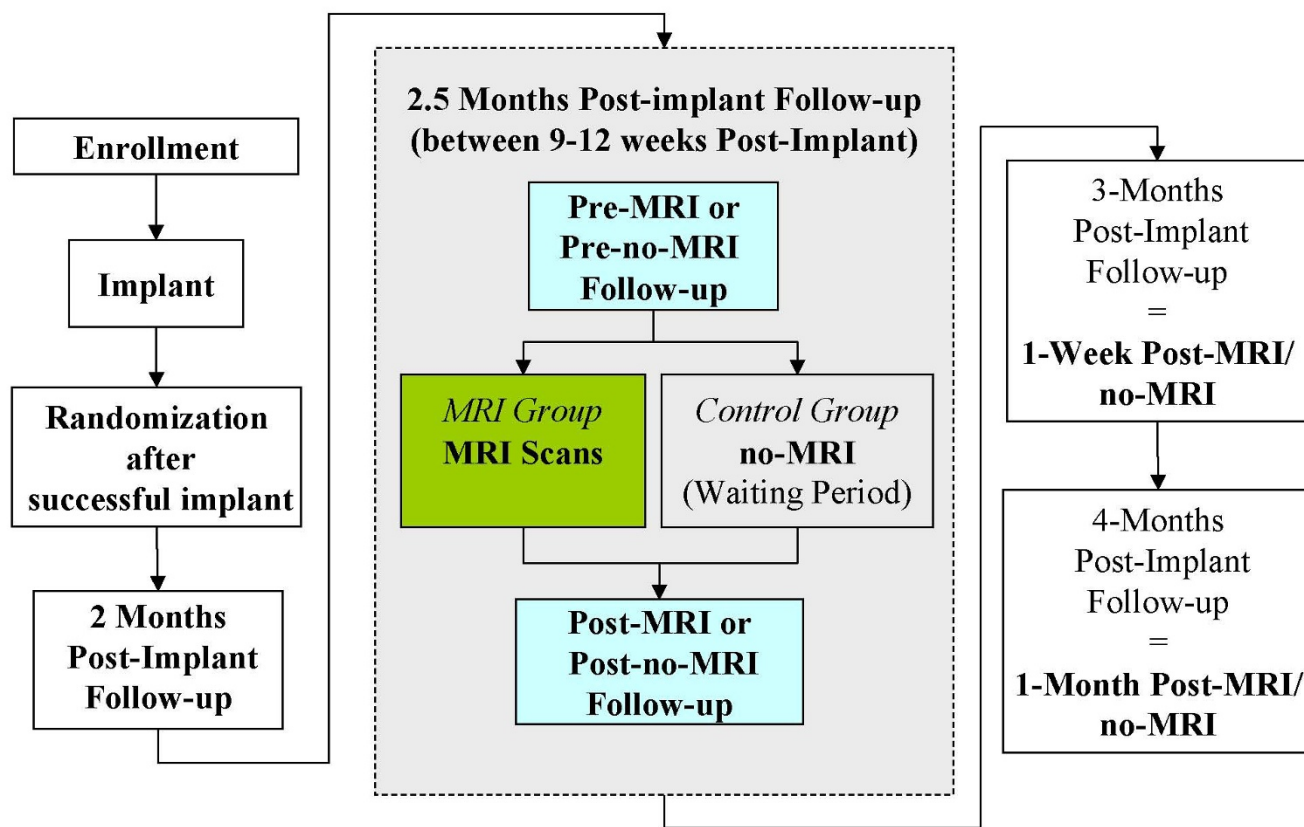 Enrollment
Implant
Randomization
after
successful implant
2 Months
Post-Implant
Follow-up
2.5 Months Post-implant Follow-up
(between 9-12 weeks Post-Implant)
Pre-MRI or
Pre-no-MRI
Follow-up
MRI Group
MRI Scans
Control Group
no-MRI
(Waiting Period)
Post-MRI or
Post-no-MRI
Follow-up
3-Months
Post-Implant
Follow-up
=
1-Week Post-MRI/
no-MRI
4-Months
Post-Implant
Follow-up
=
1-Month Post-MRI/
no-MRI